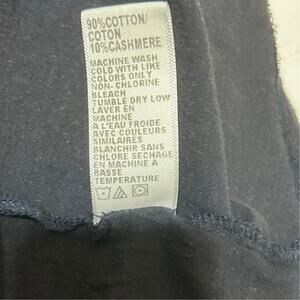 90%COTTON/
COTON
10%CASHMERE
MACHINE WASH
COLD WITH LIKE
COLORS ONLY
NON-CHLORINE
BLEACH
TUMBLE DRY LOW
LAVER EN
MACHINE
A L'EAU FROIDE
AVEC COULEURS
SIMILAIRES
BLANCHIR SANS
CHLORE SECHAGE
EN MACHINE A
BASSE
TEMPERATURE